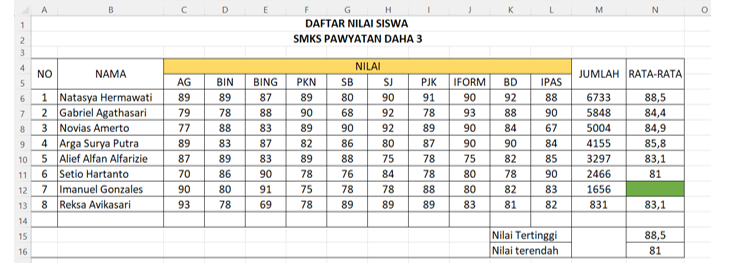 A B C D E F G H I J K L M N O
1 DAFTAR NILAI SISWA
2 SMKS PAWYATAN DAHA 3
3
4 NO NAMA NILAI JUMLAH RATA-RATA
5 AG BIN BING PKN SB SJ PJK IFORM BD IPAS
6 1 Natasya Hermawati 89 89 87 89 80 90 91 90 92 88 6733 88,5
7 2 Gabriel Agathasari 79 78 88 90 68 92 78 93 88 90 5848 84,4
8 3 Novias Amerto 77 88 83 89 90 92 89 90 84 67 5004 84,9
9 4 Arga Surya Putra 89 83 87 82 86 80 87 90 90 84 4155 85,8
10 5 Alief Alfan Alfarizie 87 89 83 89 88 75 78 75 82 85 3297 83,1
11 6 Setio Hartanto 70 86 90 78 76 84 78 80 78 90 2466 81
12 7 Imanuel Gonzales 90 80 91 75 78 78 88 80 82 83 1656
13 8 Reksa Avikasari 93 78 69 78 89 89 89 83 81 82 831 83,1
14
15 Nilai Tertinggi 88,5
16 Nilai terendah 81